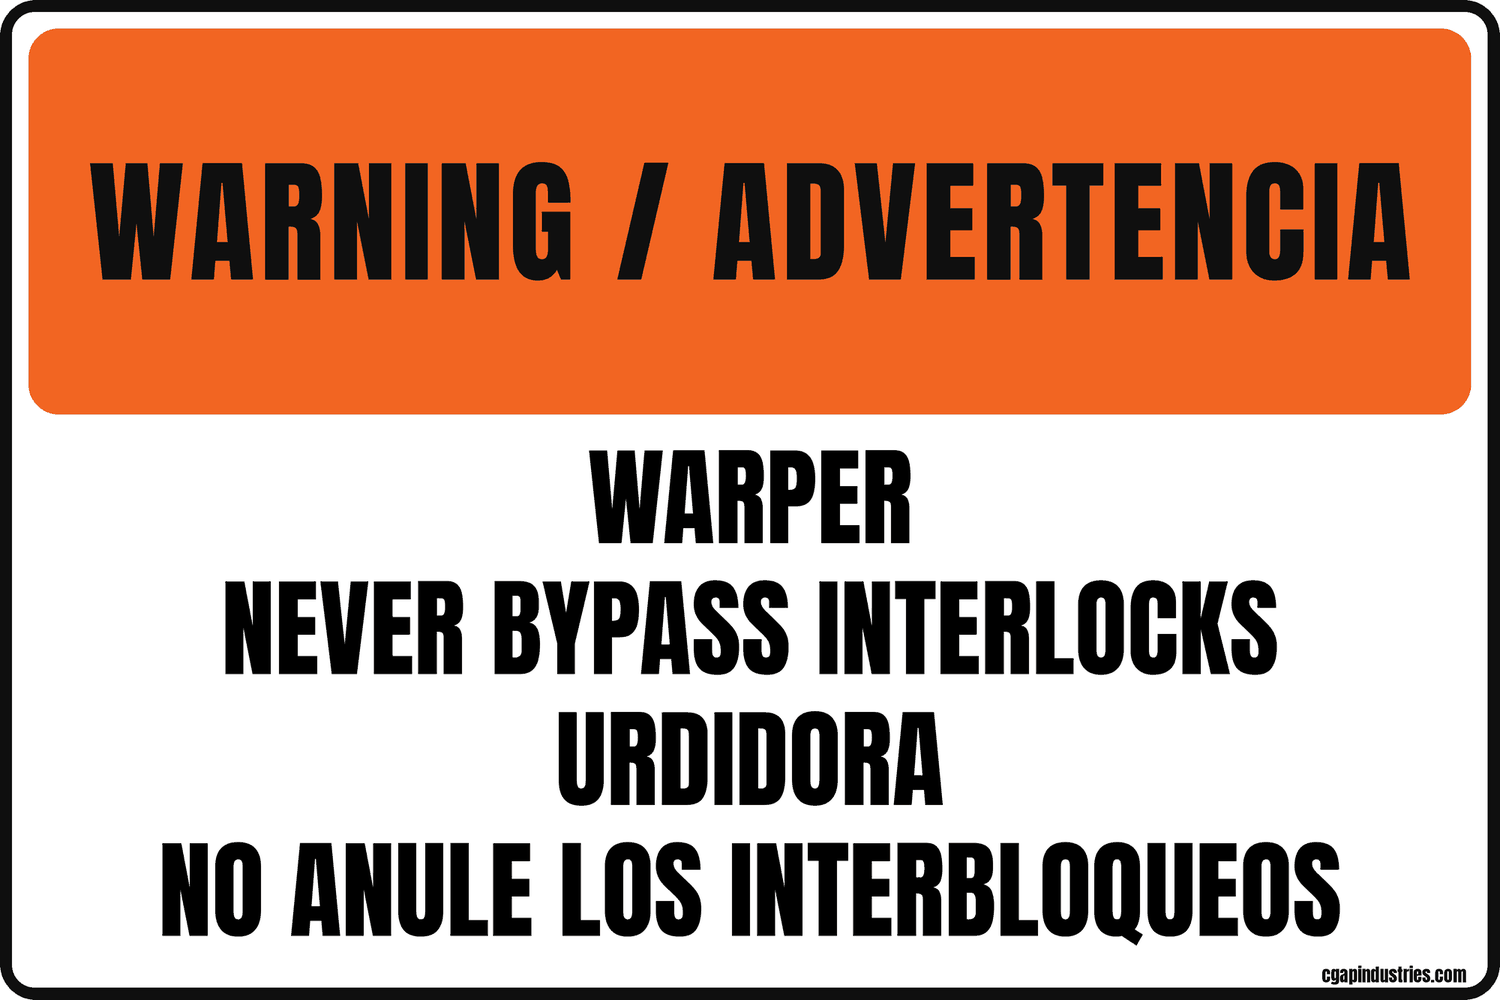 WARNING / ADVERTENCIA
WARPER
NEVER BYPASS INTERLOCKS
URDIDORA
NO ANULE LOS INTERBLOQUEOS
cgapindustries.com